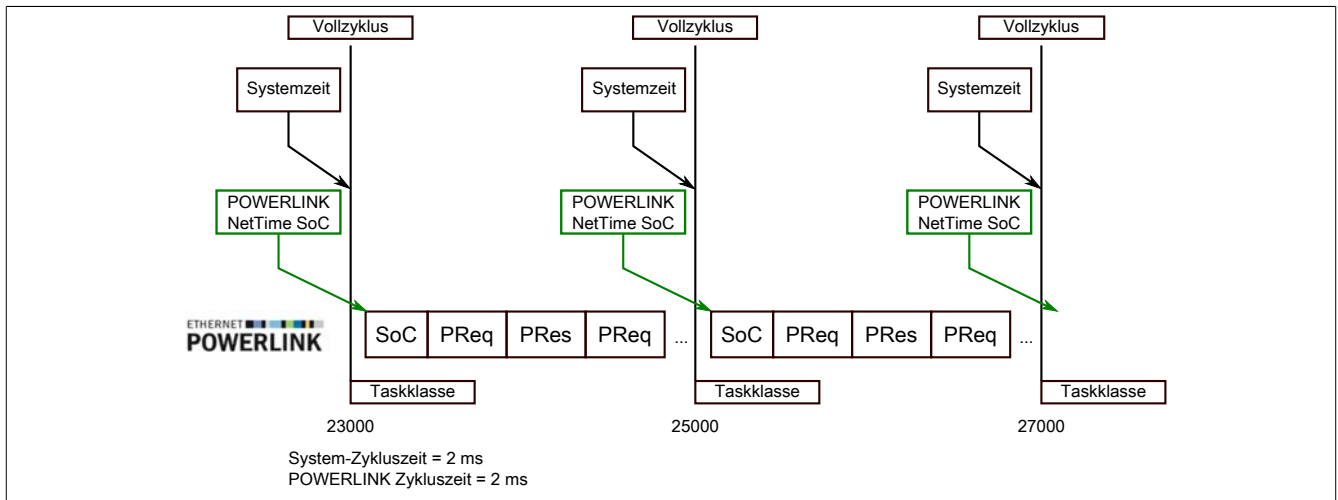 Vollzyklus Vollzyklus Vollzyklus
Systemzeit Systemzeit Systemzeit
POWERLINK POWERLINK POWERLINK
NetTime SoC NetTime SoC NetTime SoC
ETHERNET
POWERLINK
SoC PReq PRes PReq ... SoC PReq PRes PReq ...
Taskklasse Taskklasse Taskklasse
23000 25000 27000
System-Zykluszeit = 2 ms
POWERLINK Zykluszeit = 2 ms